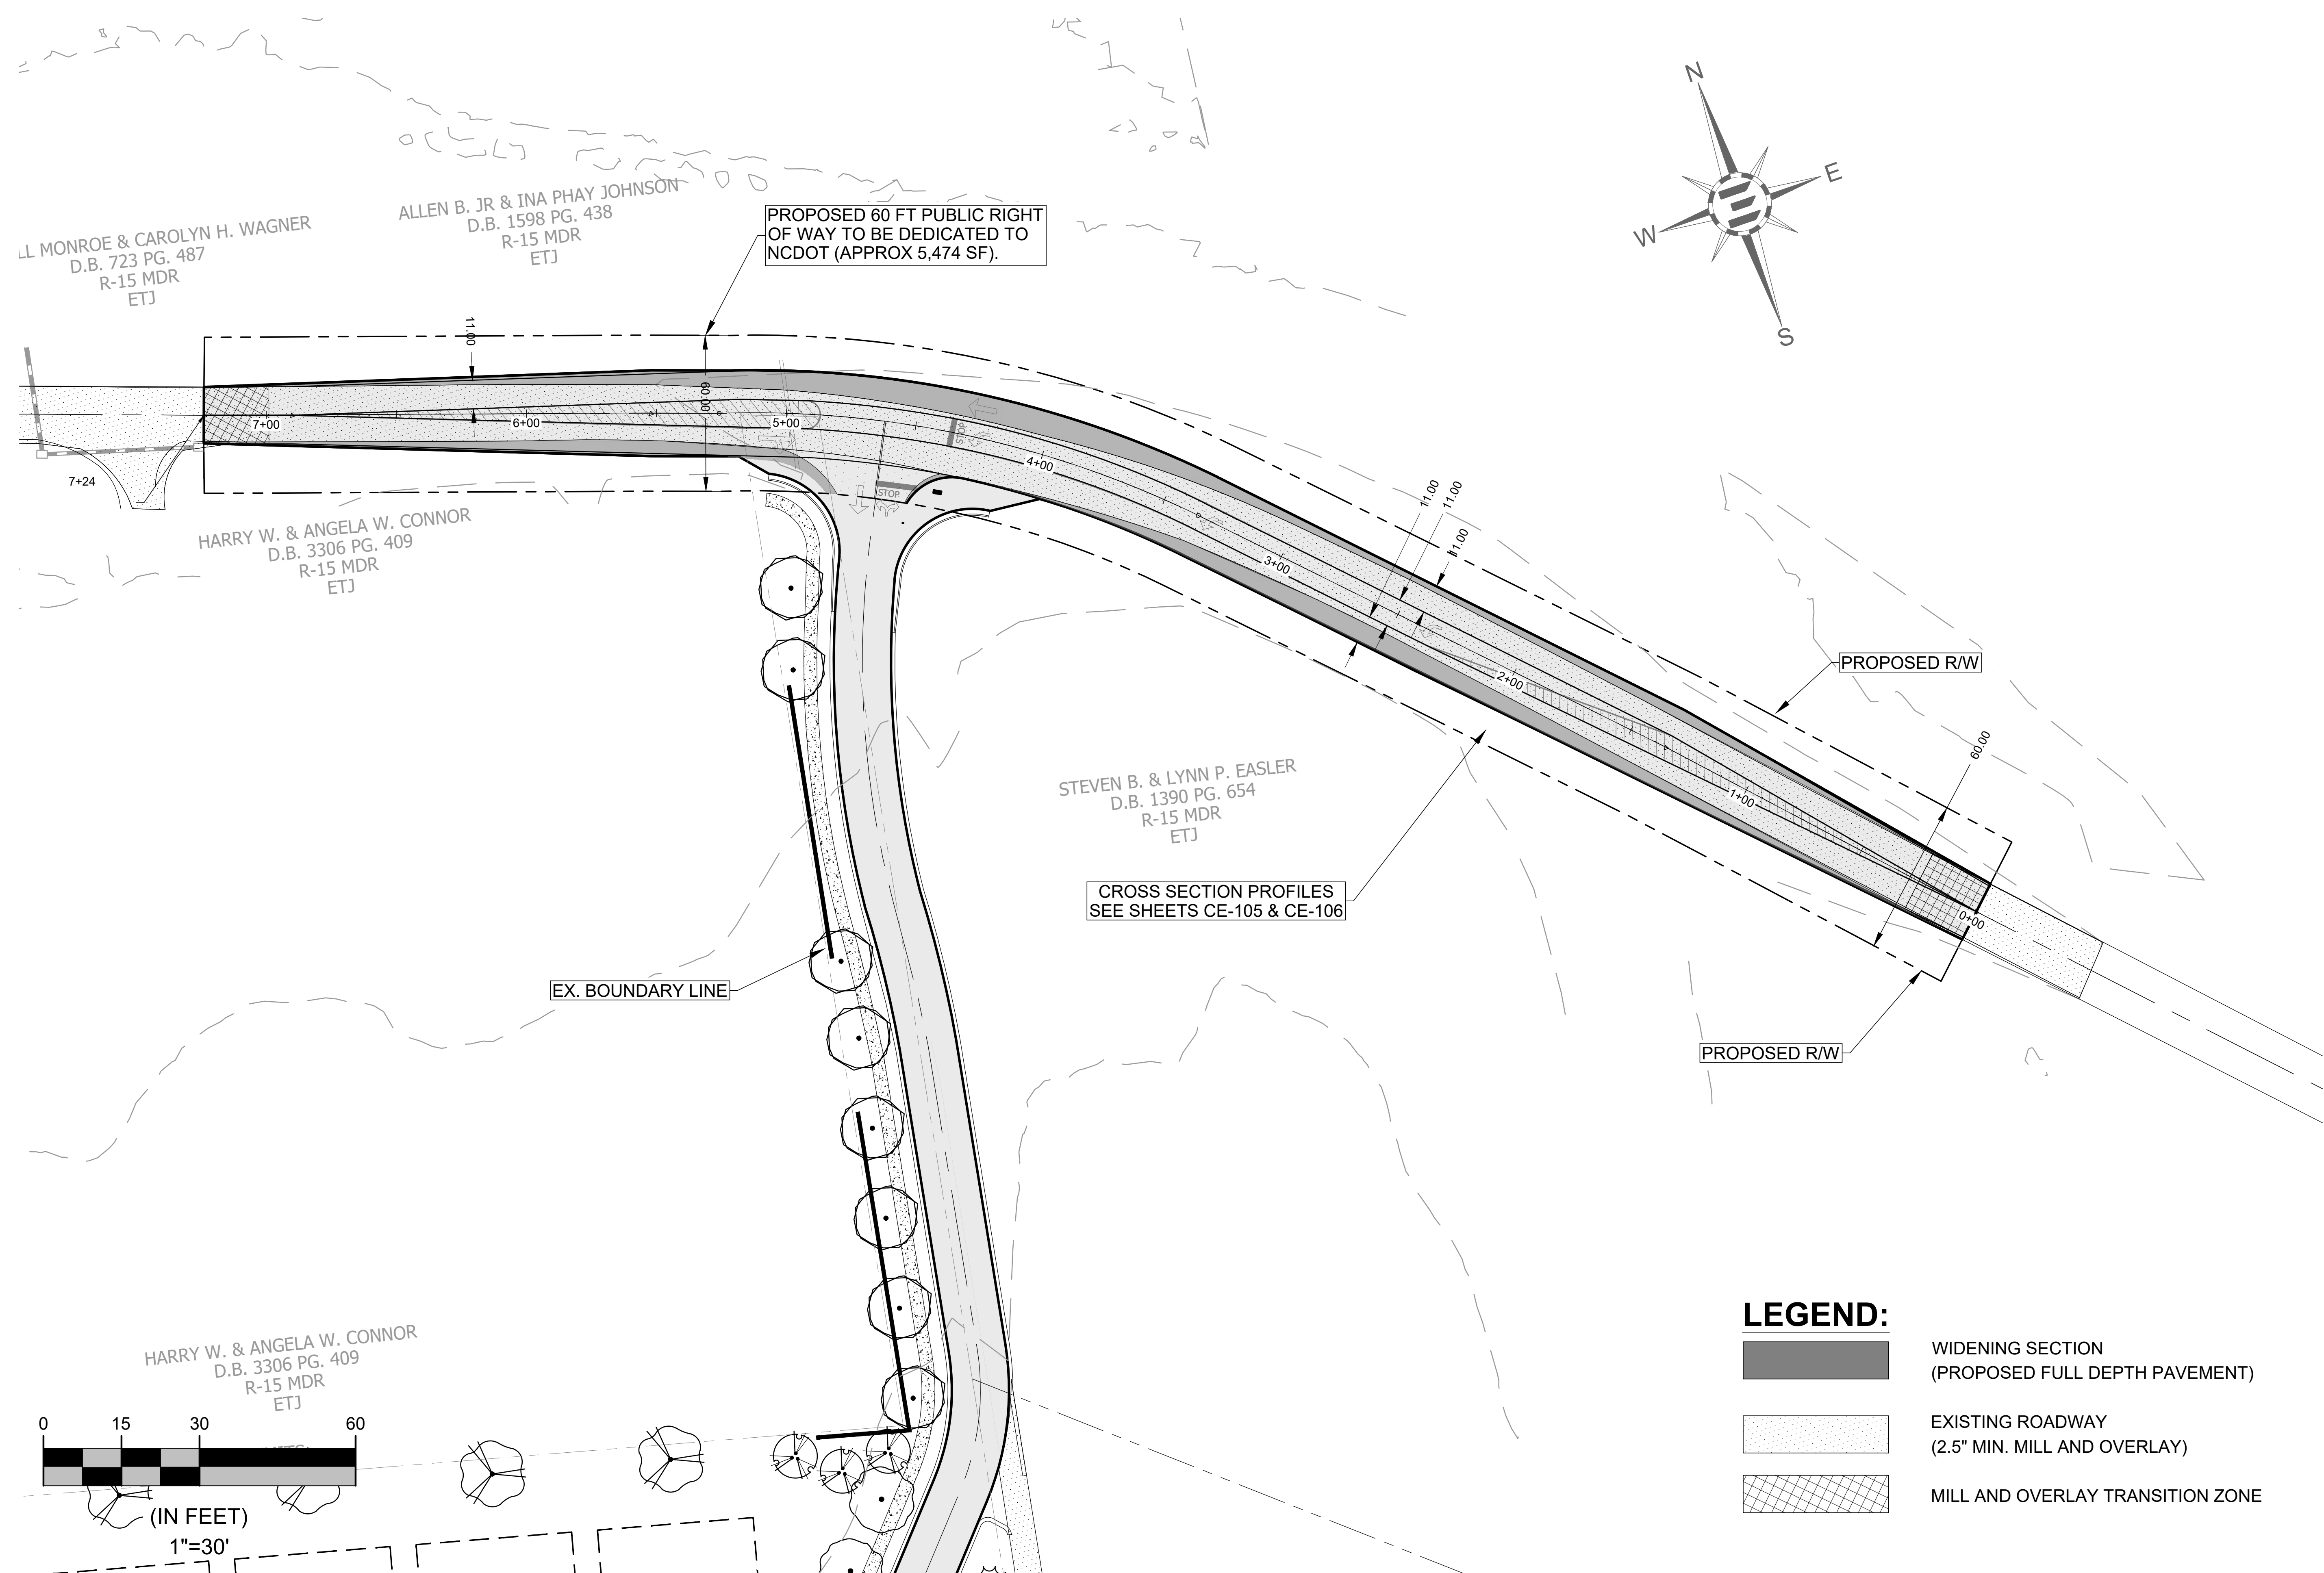 N
E
W
S
ALLEN B. JR & INA PHAY JOHNSON
D.B. 1598 PG. 438
R-15 MDR
ETJ
LL MONROE & CAROLYN H. WAGNER
D.B. 723 PG. 487
R-15 MDR
ETJ
PROPOSED 60 FT PUBLIC RIGHT
OF WAY TO BE DEDICATED TO
NCDOT (APPROX 5,474 SF).
11.00
60.00
7+00
6+00
5+00
4+00
3+00
2+00
1+00
0+00
STOP
STOP
7+24
11.00
11.00
11.00
HARRY W. & ANGELA W. CONNOR
D.B. 3306 PG. 409
R-15 MDR
ETJ
PROPOSED R/W
60.00
STEVEN B. & LYNN P. EASLER
D.B. 1390 PG. 654
R-15 MDR
ETJ
CROSS SECTION PROFILES
SEE SHEETS CE-105 & CE-106
EX. BOUNDARY LINE
PROPOSED R/W
HARRY W. & ANGELA W. CONNOR
D.B. 3306 PG. 409
R-15 MDR
ETJ
0 15 30 60
(IN FEET)
1"=30'
LEGEND:
WIDENING SECTION
(PROPOSED FULL DEPTH PAVEMENT)
EXISTING ROADWAY
(2.5" MIN. MILL AND OVERLAY)
MILL AND OVERLAY TRANSITION ZONE